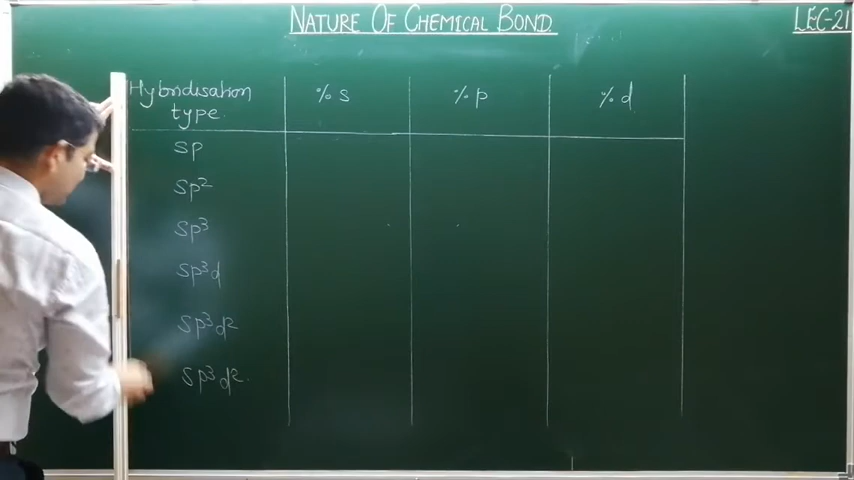 NATURE OF CHEMICAL BOND
LEC-21
Hybridisation type. % s % p % d
sp
sp²
sp³
sp³d
sp³d²
sp³d².